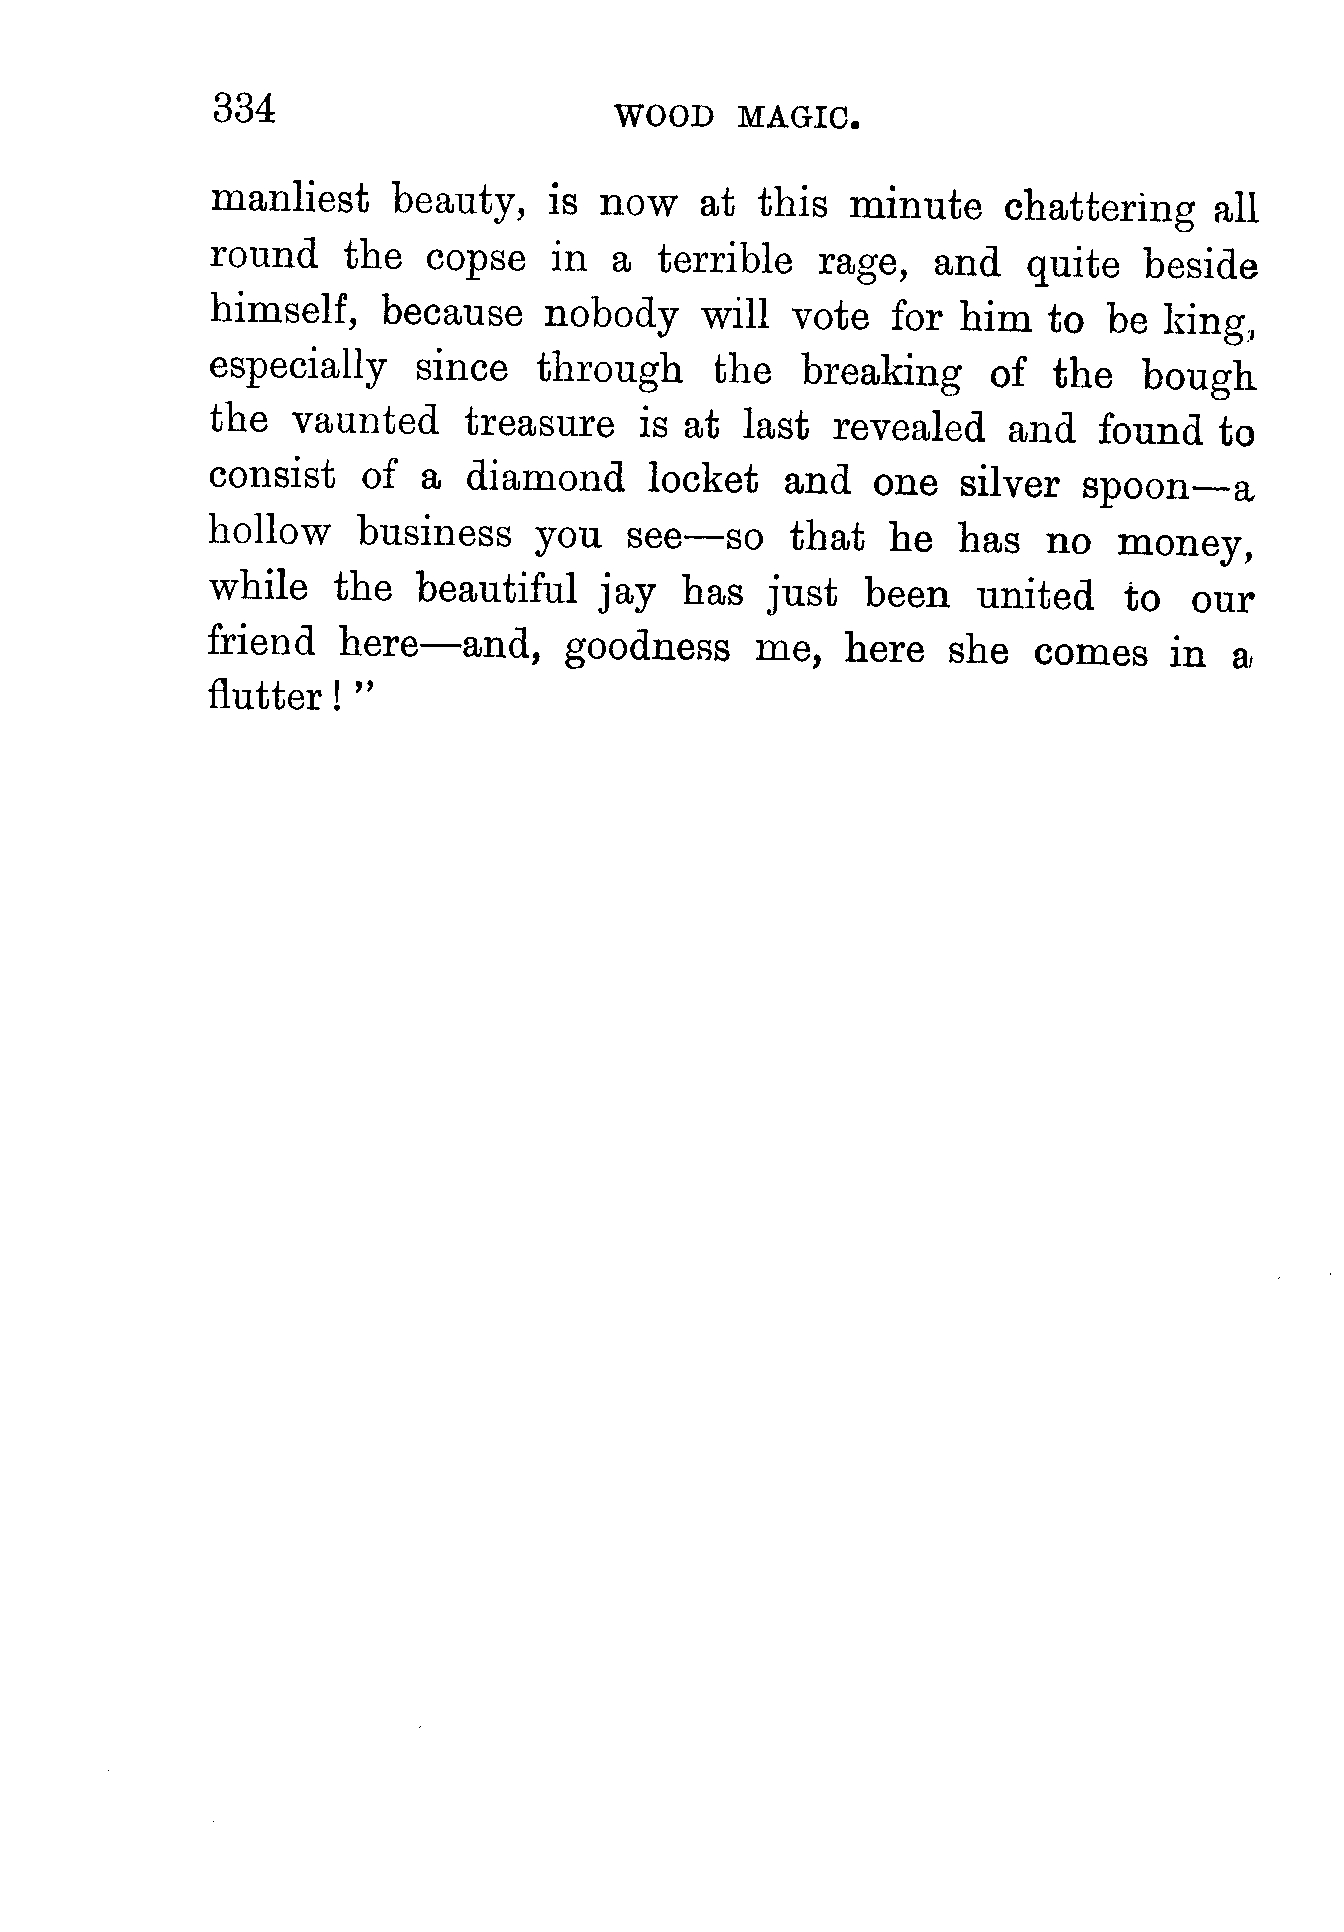 334 WOOD MAGIC.
manliest beauty, is now at this minute chattering all
round the copse in a terrible rage, and quite beside
himself, because nobody will vote for him to be king,
especially since through the breaking of the bough
the vaunted treasure is at last revealed and found to
consist of a diamond locket and one silver spoon—a
hollow business you see—so that he has no money,
while the beautiful jay has just been united to our
friend here—and, goodness me, here she comes in a
flutter ! ”